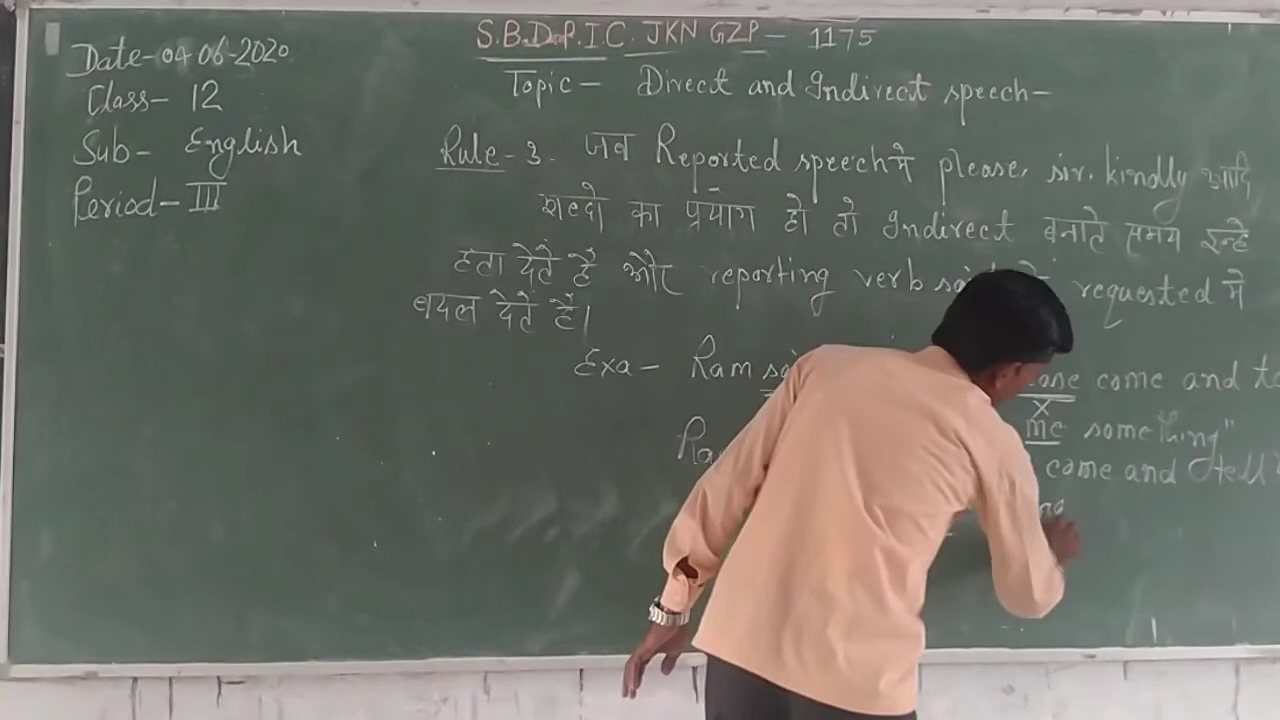 S.B.D.P.I.C. JKN GZP - 1175
Date-04-06-2020
Class- 12
Sub- English
Period- III
Topic - Direct and Indirect speech-
Rule-3. जब Reported speech में please, sir. kindly आदि
शब्दो का प्रयोग हो तो Indirect बनाते समय इन्हे
हटा देते हैं और reporting verb requested में
बदल देते हैं।
Exa - Ram come and
X
me something"
come and tell